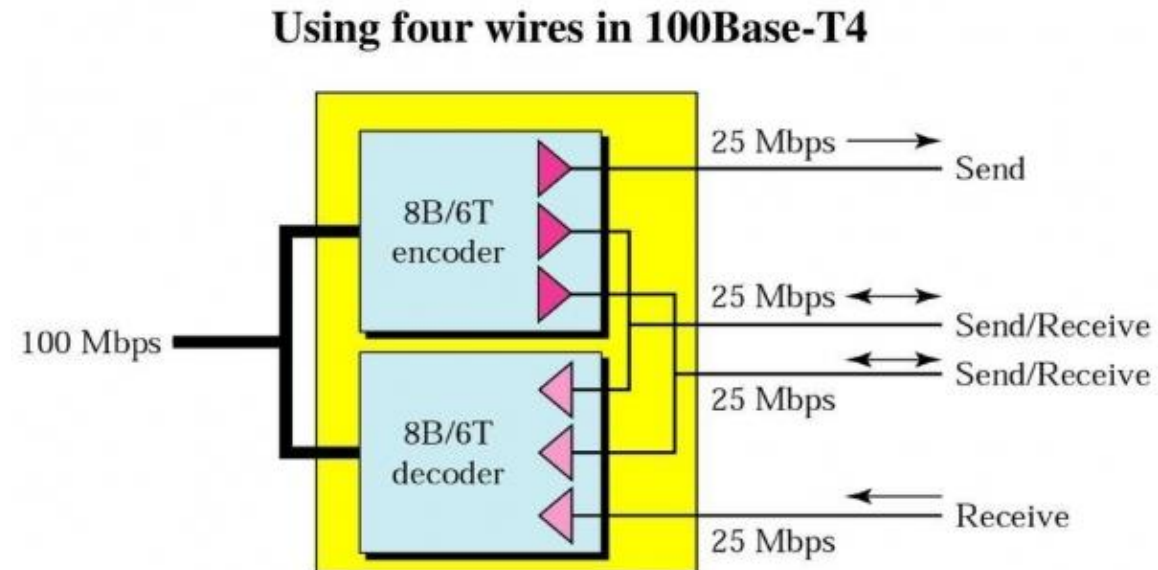 Using four wires in 100Base-T4
25 Mbps
Send
8B/6T
encoder
25 Mbps
Send/Receive
100 Mbps
Send/Receive
25 Mbps
8B/6T
decoder
Receive
25 Mbps